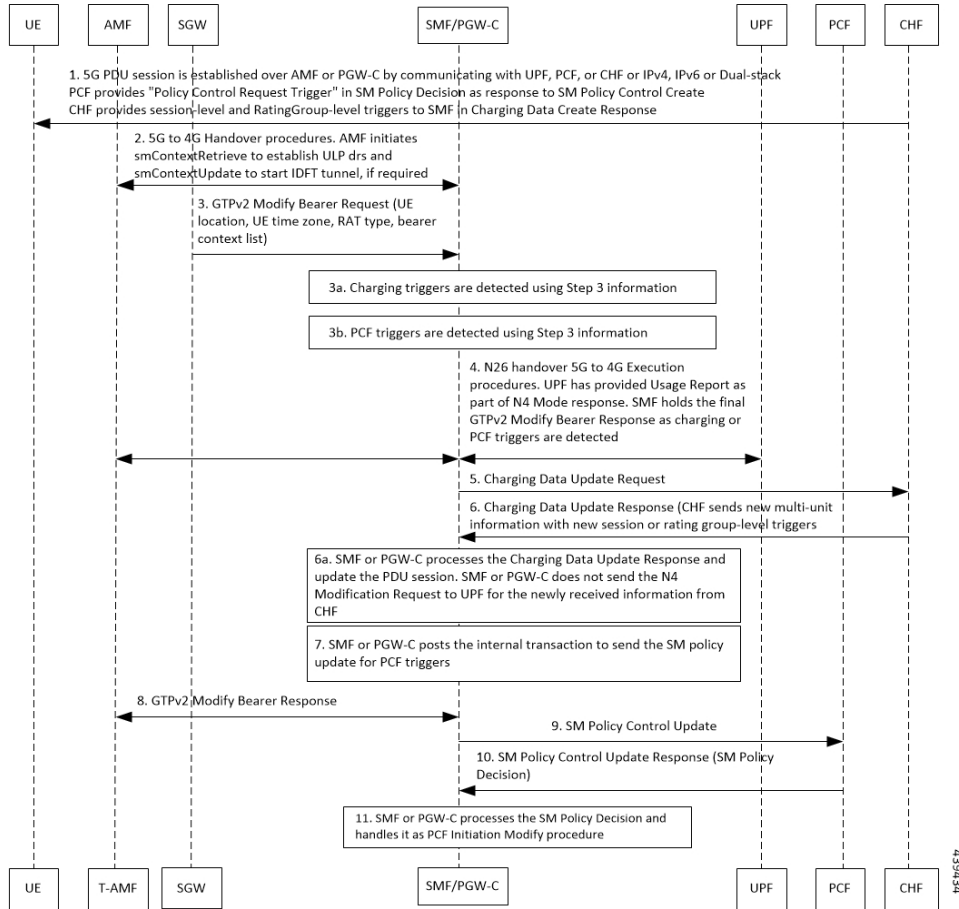 UE AMF SGW SMF/PGW-C UPF PCF CHF
1. 5G PDU session is established over AMF or PGW-C by communicating with UPF, PCF, or CHF or IPv4, IPv6 or Dual-stack
PCF provides "Policy Control Request Trigger" in SM Policy Decision as response to SM Policy Control Create
CHF provides session-level and RatingGroup-level triggers to SMF in Charging Data Create Response
2. 5G to 4G Handover procedures. AMF initiates
smContextRetrieve to establish ULP drs and
smContextUpdate to start IDFT tunnel, if required
3. GTPv2 Modify Bearer Request (UE
location, UE time zone, RAT type, bearer
context list)
3a. Charging triggers are detected using Step 3 information
3b. PCF triggers are detected using Step 3 information
4. N26 handover 5G to 4G Execution
procedures. UPF has provided Usage Report as
part of N4 Mode response. SMF holds the final
GTPv2 Modify Bearer Response as charging or
PCF triggers are detected
5. Charging Data Update Request
6. Charging Data Update Response (CHF sends new multi-unit
information with new session or rating group-level triggers
6a. SMF or PGW-C processes the Charging Data Update Response and
update the PDU session. SMF or PGW-C does not send the N4
Modification Request to UPF for the newly received information from
CHF
7. SMF or PGW-C posts the internal transaction to send the SM policy
update for PCF triggers
8. GTPv2 Modify Bearer Response
9. SM Policy Control Update
10. SM Policy Control Update Response (SM Policy
Decision)
11. SMF or PGW-C processes the SM Policy Decision and
handles it as PCF Initiation Modify procedure
UE T-AMF SGW SMF/PGW-C UPF PCF CHF
439434